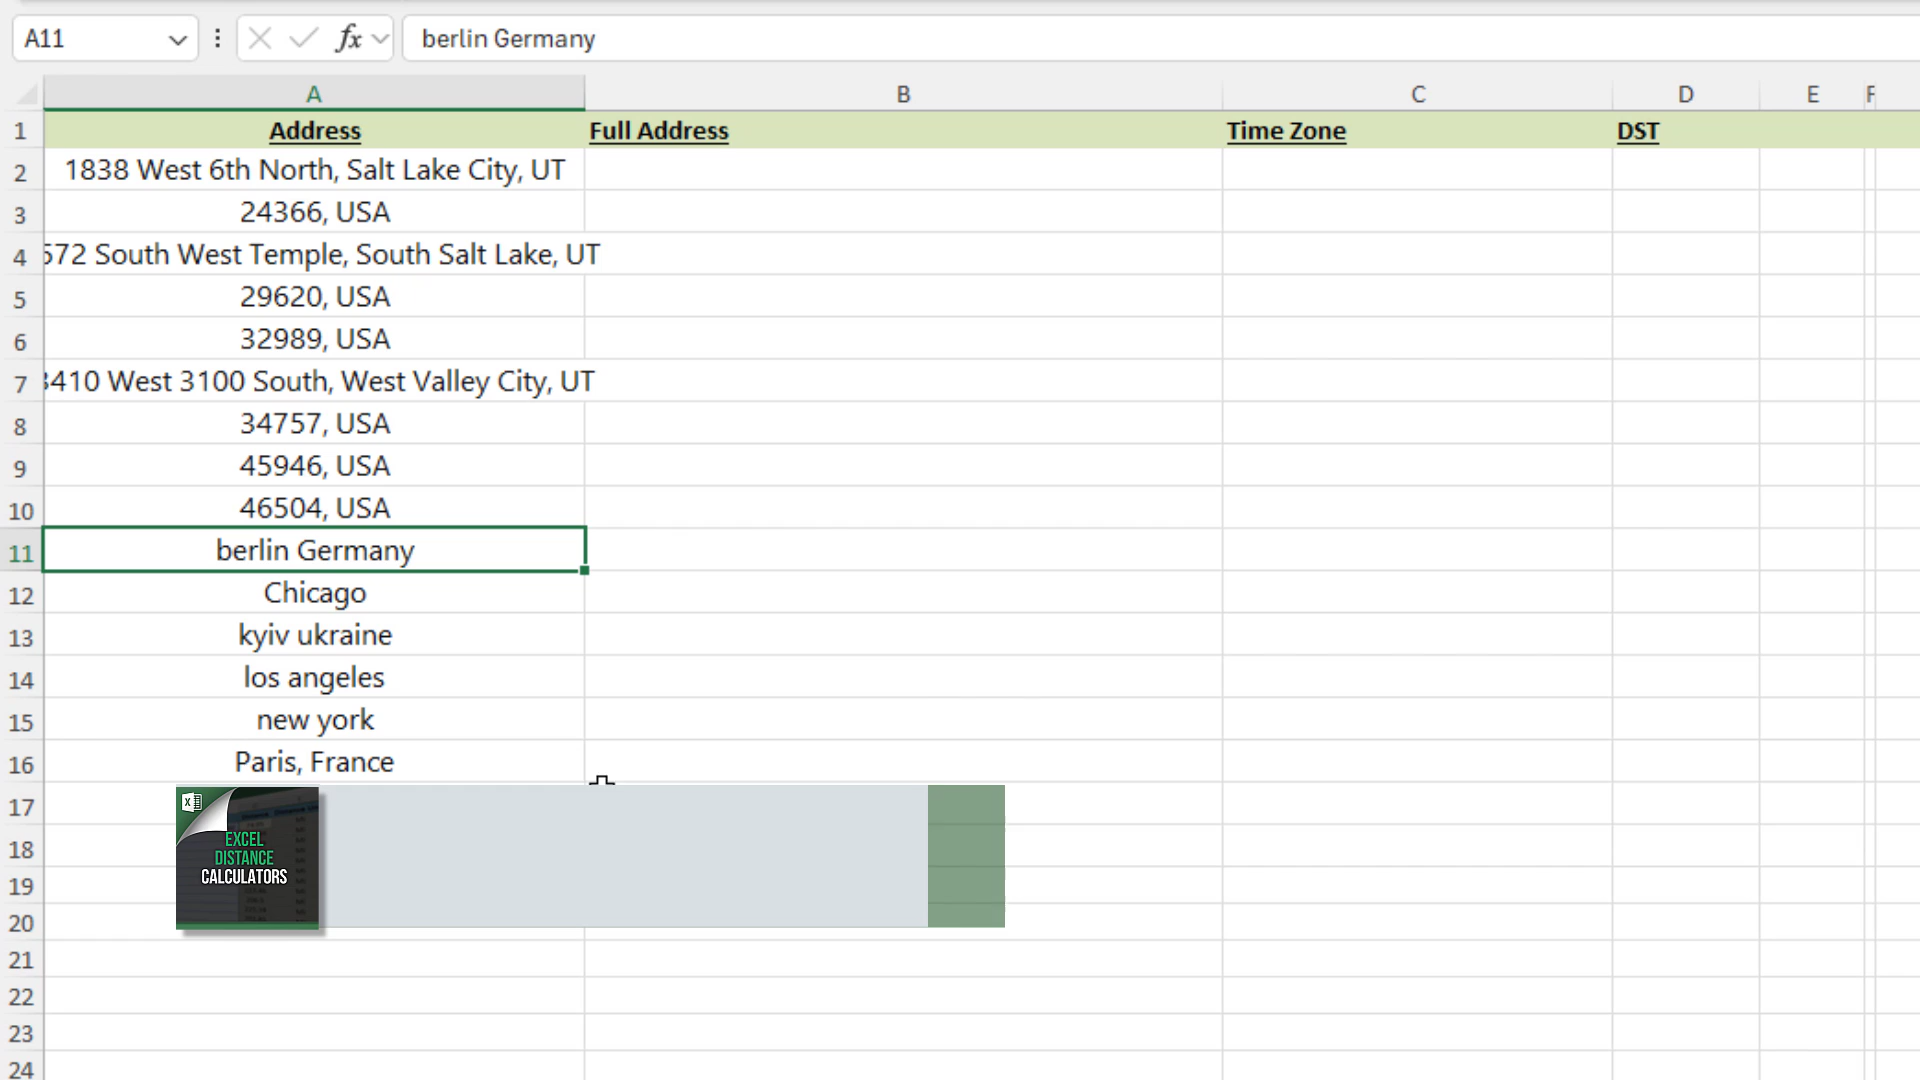 A11
fx
berlin Germany
A B C D E F
1 Address Full Address Time Zone DST
2 1838 West 6th North, Salt Lake City, UT
3 24366, USA
4 572 South West Temple, South Salt Lake, UT
5 29620, USA
6 32989, USA
7 3410 West 3100 South, West Valley City, UT
8 34757, USA
9 45946, USA
10 46504, USA
11 berlin Germany
12 Chicago
13 kyiv ukraine
14 los angeles
15 new york
16 Paris, France
17
18
19
20
21
22
23
24
EXCEL
DISTANCE
CALCULATORS